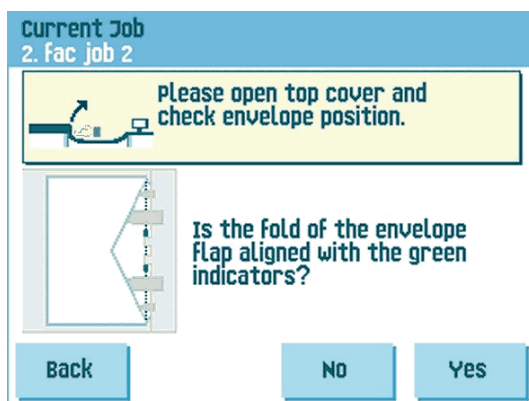 Current Job
2. Fac job 2
Please open top cover and
check envelope position.
Is the fold of the envelope
flap aligned with the green
indicators?
Back
No
Yes